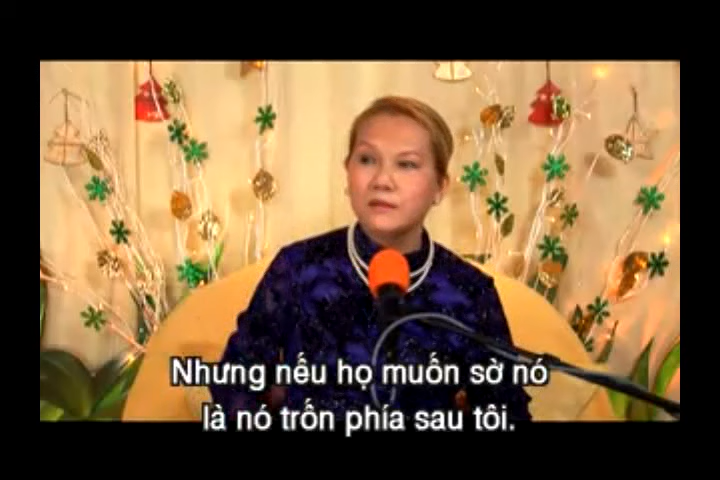 Nhưng nếu họ muốn sờ nó
là nó trốn phía sau tôi.